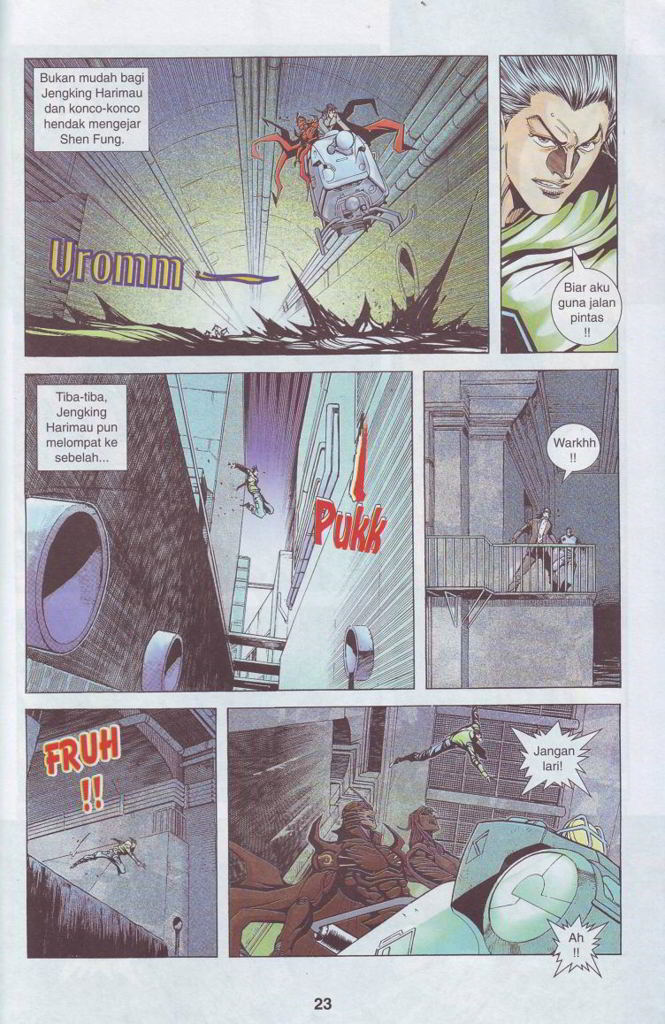 Bukan mudah bagi
Jengking Harimau
dan konco-konco
hendak mengejar
Shen Fung.
Vromm
Biar aku
guna jalan
pintas
!!
Tiba-tiba,
Jengking
Harimau pun
melompat ke
sebelah...
Pukk
Warkhh
!!
FRUH
!!
Jangan
lari!
Ah
!!
23